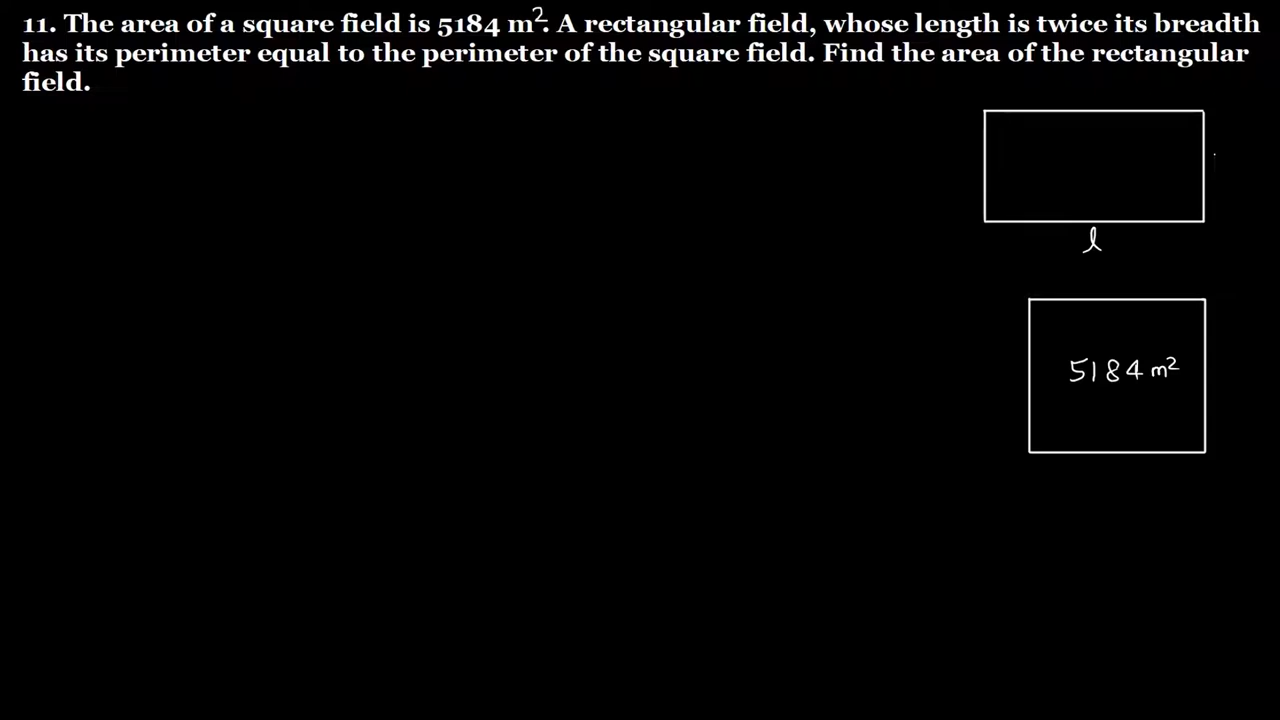 11. The area of a square field is 5184 m². A rectangular field, whose length is twice its breadth
has its perimeter equal to the perimeter of the square field. Find the area of the rectangular
field.
l
5184 m²